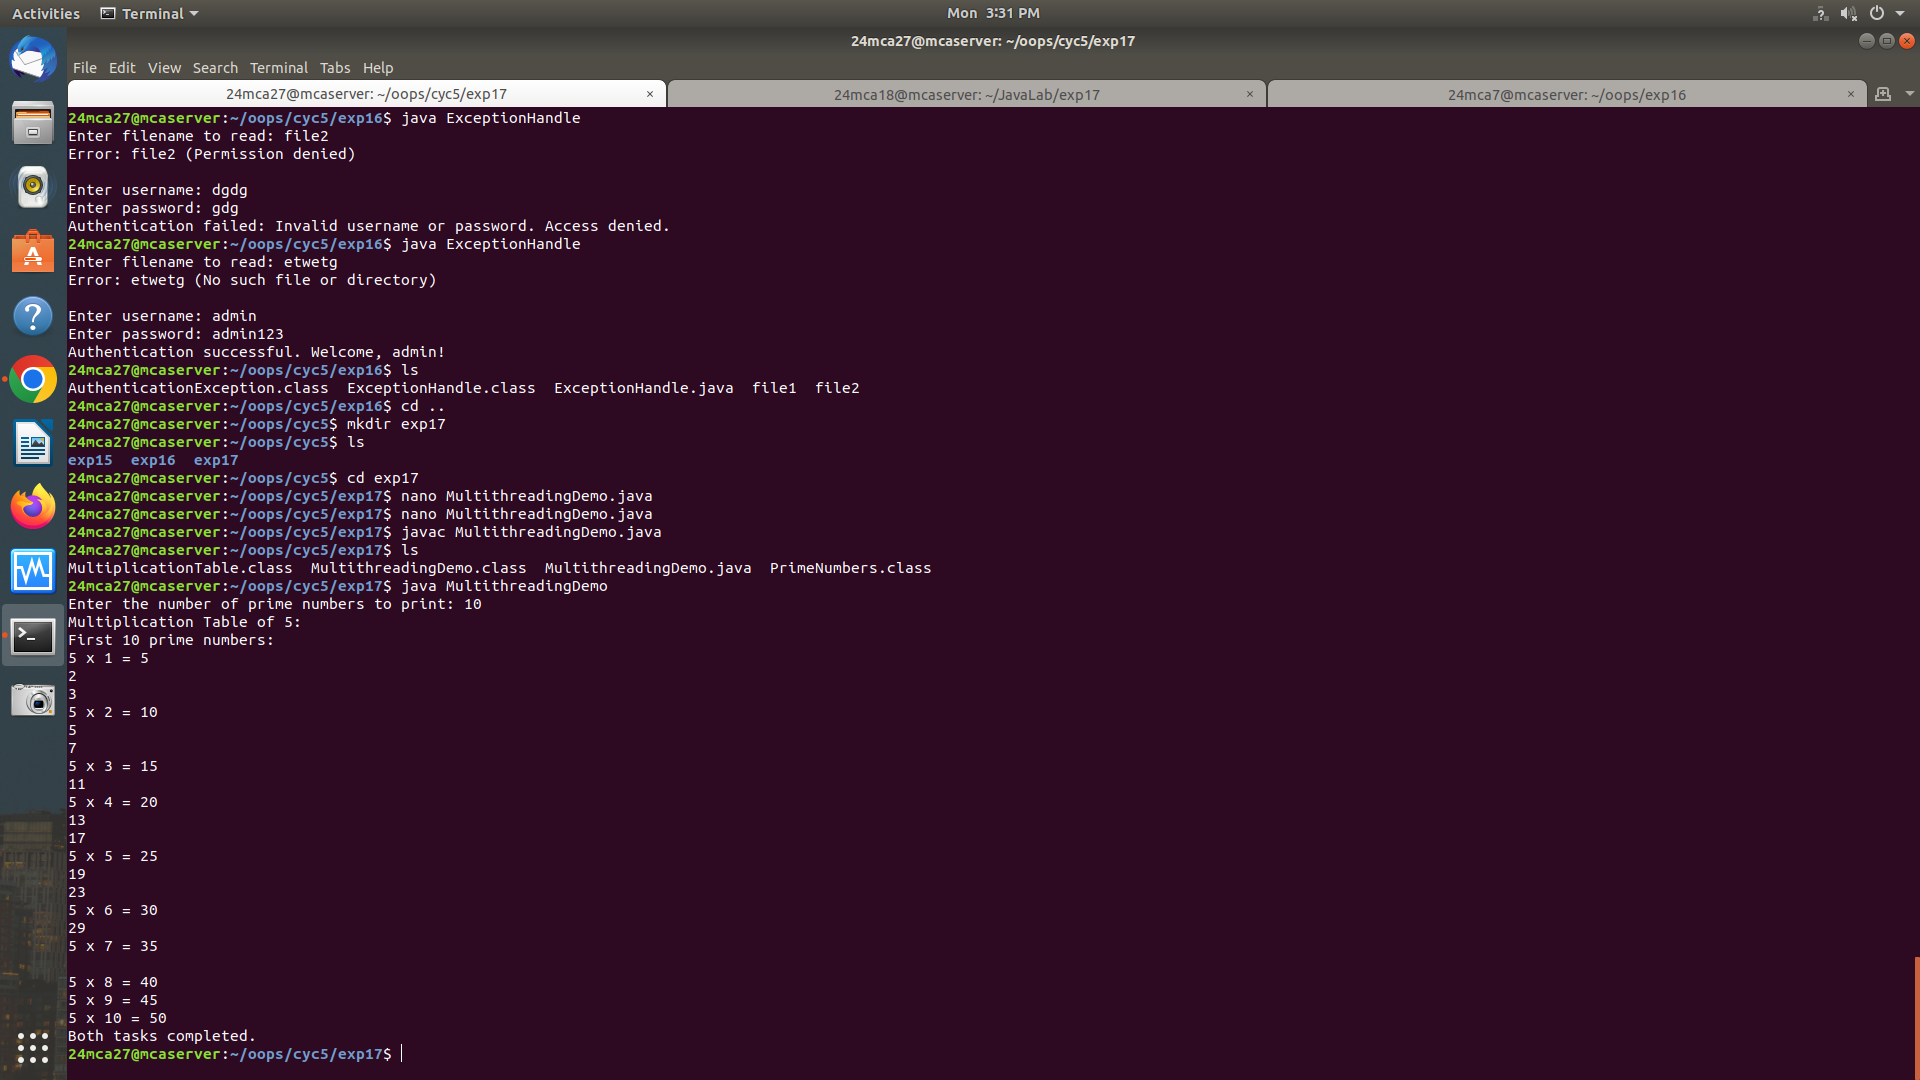 Activities Terminal Mon 3:31 PM
24mca27@mcaserver: ~/oops/cyc5/exp17
File Edit View Search Terminal Tabs Help
24mca27@mcaserver: ~/oops/cyc5/exp17 24mca18@mcaserver: ~/JavaLab/exp17 24mca7@mcaserver: ~/oops/exp16
24mca27@mcaserver:~/oops/cyc5/exp16$ java ExceptionHandle
Enter filename to read: file2
Error: file2 (Permission denied)
Enter username: dgdg
Enter password: gdg
Authentication failed: Invalid username or password. Access denied.
24mca27@mcaserver:~/oops/cyc5/exp16$ java ExceptionHandle
Enter filename to read: etwetg
Error: etwetg (No such file or directory)
Enter username: admin
Enter password: admin123
Authentication successful. Welcome, admin!
24mca27@mcaserver:~/oops/cyc5/exp16$ ls
AuthenticationException.class ExceptionHandle.class ExceptionHandle.java file1 file2
24mca27@mcaserver:~/oops/cyc5/exp16$ cd ..
24mca27@mcaserver:~/oops/cyc5$ mkdir exp17
24mca27@mcaserver:~/oops/cyc5$ ls
exp15 exp16 exp17
24mca27@mcaserver:~/oops/cyc5$ cd exp17
24mca27@mcaserver:~/oops/cyc5/exp17$ nano MultithreadingDemo.java
24mca27@mcaserver:~/oops/cyc5/exp17$ nano MultithreadingDemo.java
24mca27@mcaserver:~/oops/cyc5/exp17$ javac MultithreadingDemo.java
24mca27@mcaserver:~/oops/cyc5/exp17$ ls
MultiplicationTable.class MultithreadingDemo.class MultithreadingDemo.java PrimeNumbers.class
24mca27@mcaserver:~/oops/cyc5/exp17$ java MultithreadingDemo
Enter the number of prime numbers to print: 10
Multiplication Table of 5:
First 10 prime numbers:
5 x 1 = 5
2
3
5 x 2 = 10
5
7
5 x 3 = 15
11
5 x 4 = 20
13
17
5 x 5 = 25
19
23
5 x 6 = 30
29
5 x 7 = 35
5 x 8 = 40
5 x 9 = 45
5 x 10 = 50
Both tasks completed.
24mca27@mcaserver:~/oops/cyc5/exp17$